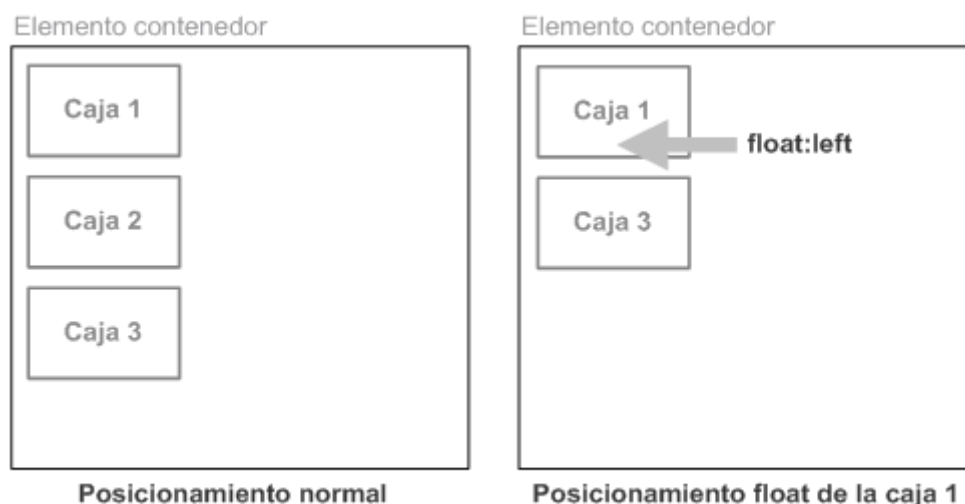 Elemento contenedor
Caja 1
Caja 2
Caja 3
Posicionamiento normal
Elemento contenedor
Caja 1
float:left
Caja 3
Posicionamiento float de la caja 1